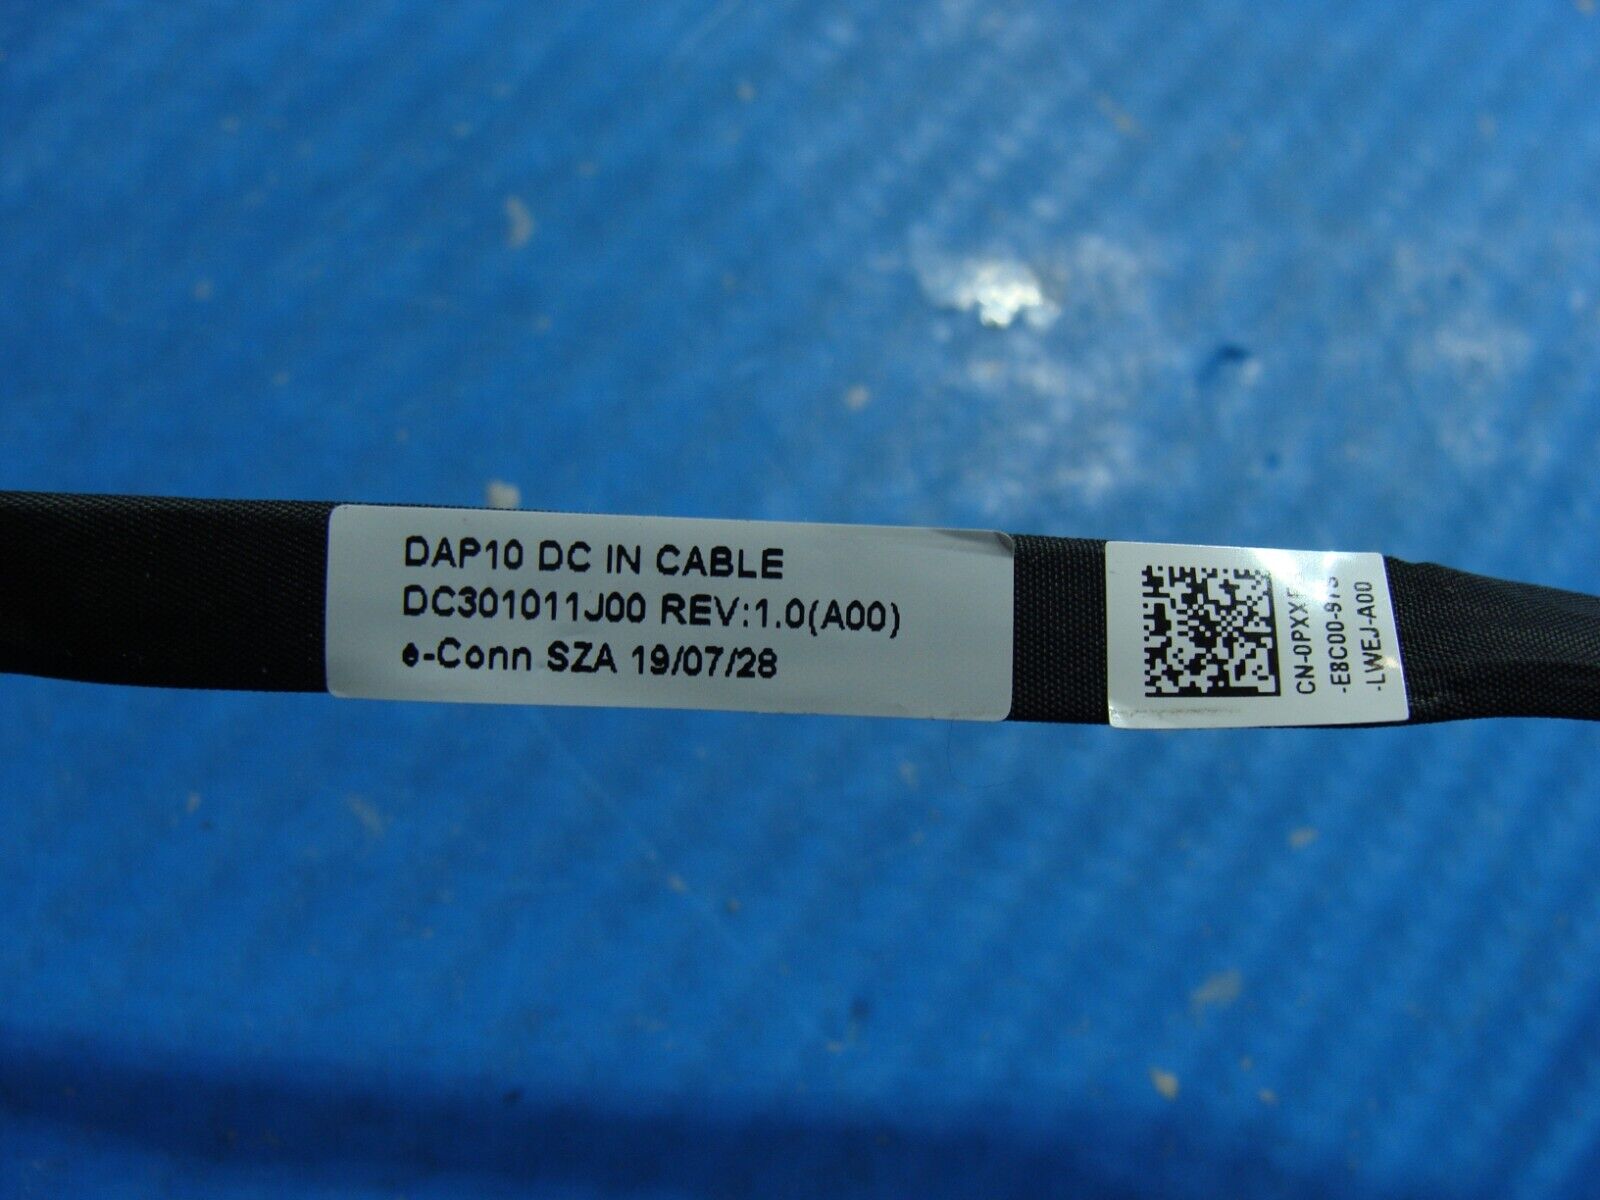 DAP10 DC IN CABLE
DC301011J00 REV:1.0(A00)
e-Conn SZA 19/07/28
-LWEJ-A00